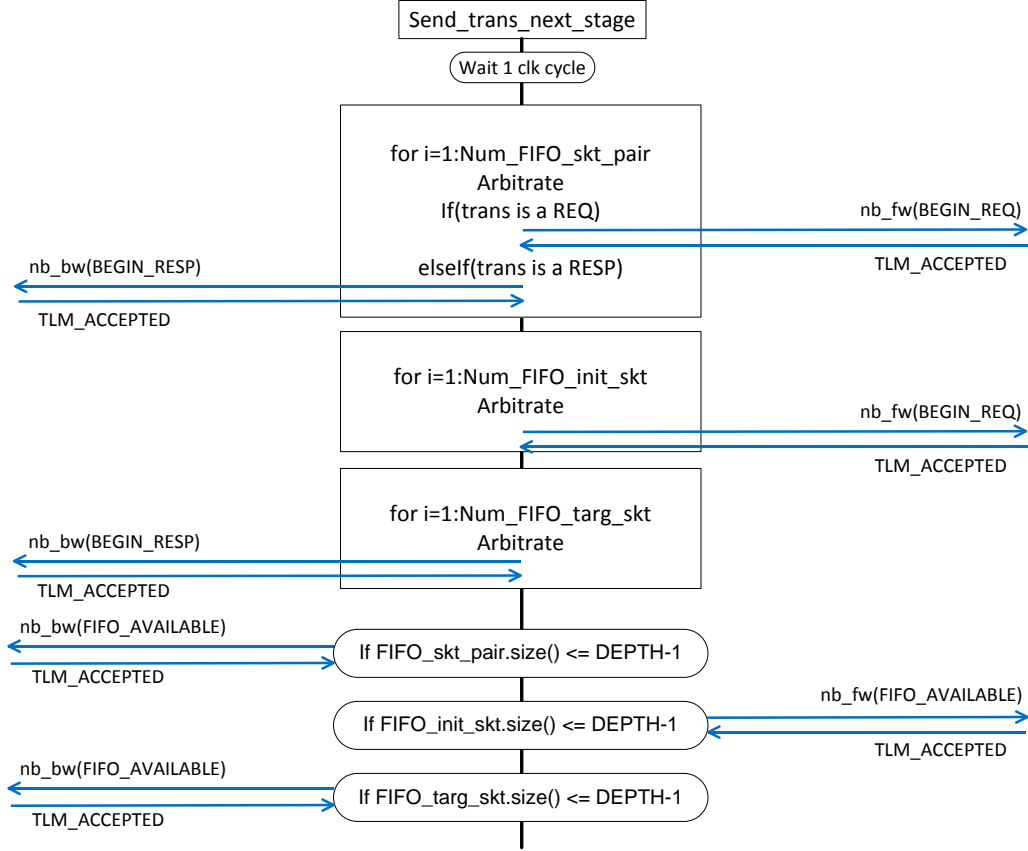 Send_trans_next_stage
Wait 1 clk cycle
for i=1:Num_FIFO_skt_pair
Arbitrate
If(trans is a REQ)
nb_fw(BEGIN_REQ)
TLM_ACCEPTED
elseIf(trans is a RESP)
nb_bw(BEGIN_RESP)
TLM_ACCEPTED
for i=1:Num_FIFO_init_skt
Arbitrate
nb_fw(BEGIN_REQ)
TLM_ACCEPTED
for i=1:Num_FIFO_targ_skt
Arbitrate
nb_bw(BEGIN_RESP)
TLM_ACCEPTED
nb_bw(FIFO_AVAILABLE)
If FIFO_skt_pair.size() <= DEPTH-1
TLM_ACCEPTED
nb_fw(FIFO_AVAILABLE)
If FIFO_init_skt.size() <= DEPTH-1
TLM_ACCEPTED
nb_bw(FIFO_AVAILABLE)
If FIFO_targ_skt.size() <= DEPTH-1
TLM_ACCEPTED